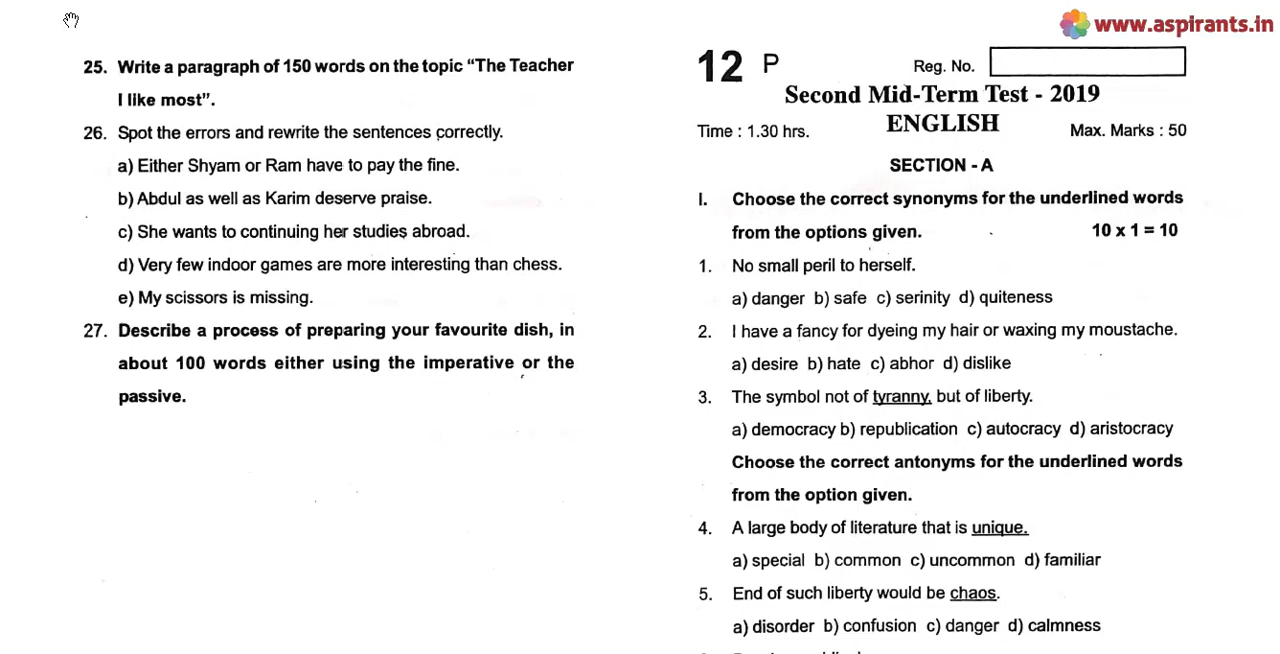 www.aspirants.in
25. Write a paragraph of 150 words on the topic “The Teacher
I like most”.
26. Spot the errors and rewrite the sentences correctly.
a) Either Shyam or Ram have to pay the fine.
b) Abdul as well as Karim deserve praise.
c) She wants to continuing her studies abroad.
d) Very few indoor games are more interesting than chess.
e) My scissors is missing.
27. Describe a process of preparing your favourite dish, in
about 100 words either using the imperative or the
passive.
12 P Reg. No.
Second Mid-Term Test - 2019
Time : 1.30 hrs. ENGLISH Max. Marks : 50
SECTION - A
I. Choose the correct synonyms for the underlined words
from the options given. 10 x 1 = 10
1. No small peril to herself.
a) danger b) safe c) serinity d) quiteness
2. I have a fancy for dyeing my hair or waxing my moustache.
a) desire b) hate c) abhor d) dislike
3. The symbol not of tyranny, but of liberty.
a) democracy b) republication c) autocracy d) aristocracy
Choose the correct antonyms for the underlined words
from the option given.
4. A large body of literature that is unique.
a) special b) common c) uncommon d) familiar
5. End of such liberty would be chaos.
a) disorder b) confusion c) danger d) calmness